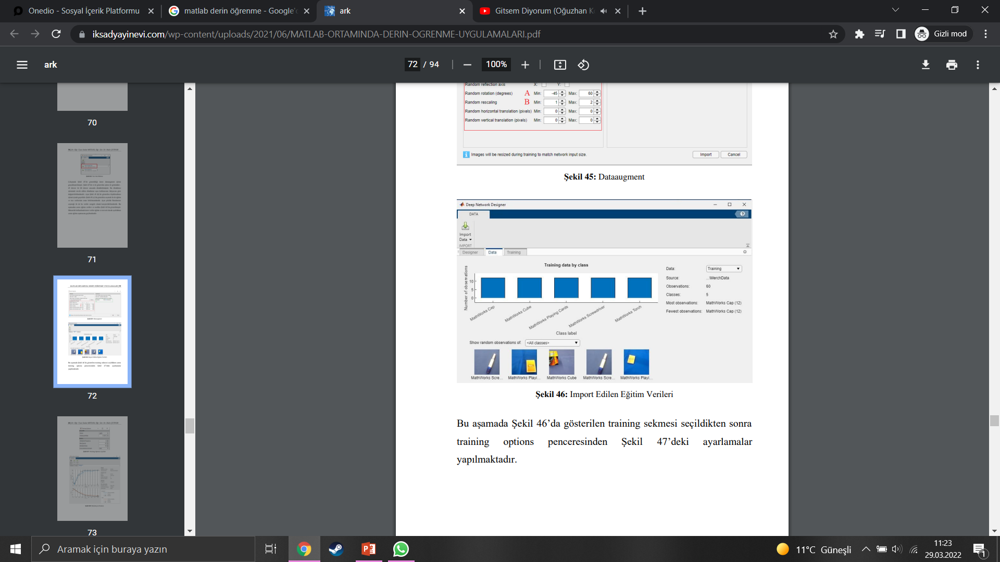 Onedio - Sosyal İçerik Platformu
matlab derin öğrenme - Google'
ark
Gitsem Diyorum (Oğuzhan K
iksadyayinevi.com/wp-content/uploads/2021/06/MATLAB-ORTAMINDA-DERIN-OGRENME-UYGULAMALARI.pdf
Gizli mod
ark
72 / 94
100%
70
71
72
73
Random reflection axis X: Y:
Random rotation (degrees) A Min: -45 Max: 60
Random rescaling B Min: 1 Max: 2
Random horizontal translation (pixels) Min: 0 Max: 0
Random vertical translation (pixels) Min: 0 Max: 0
Images will be resized during training to match network input size.
Import Cancel
Şekil 45: Dataaugment
Deep Network Designer
DATA
Import
Data
IMPORT
Designer Data Training
Training data by class
Number of observations
10
5
0
MathWorks Cap
MathWorks Cube
MathWorks Playing Cards
MathWorks Screwdriver
MathWorks Torch
Class label
Data: Training
Source: ...\MerchData
Observations: 60
Classes: 5
Most observations: MathWorks Cap (12)
Fewest observations: MathWorks Cap (12)
Show random observations of: <All classes>
MathWorks Scre... MathWorks Playi... MathWorks Cube MathWorks Scre... MathWorks Playi...
Şekil 46: Import Edilen Eğitim Verileri
Bu aşamada Şekil 46’da gösterilen training sekmesi seçildikten sonra
training options penceresinden Şekil 47’deki ayarlamalar
yapılmaktadır.
Aramak için buraya yazın
11°C Güneşli
11:23
29.03.2022
1